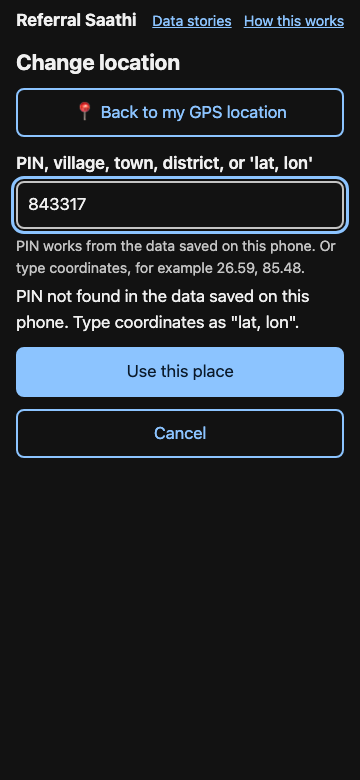 Referral Saathi Data stories How this works
Change location
📍 Back to my GPS location
PIN, village, town, district, or 'lat, lon'
843317
PIN works from the data saved on this phone. Or
type coordinates, for example 26.59, 85.48.
PIN not found in the data saved on this
phone. Type coordinates as "lat, lon".
Use this place
Cancel